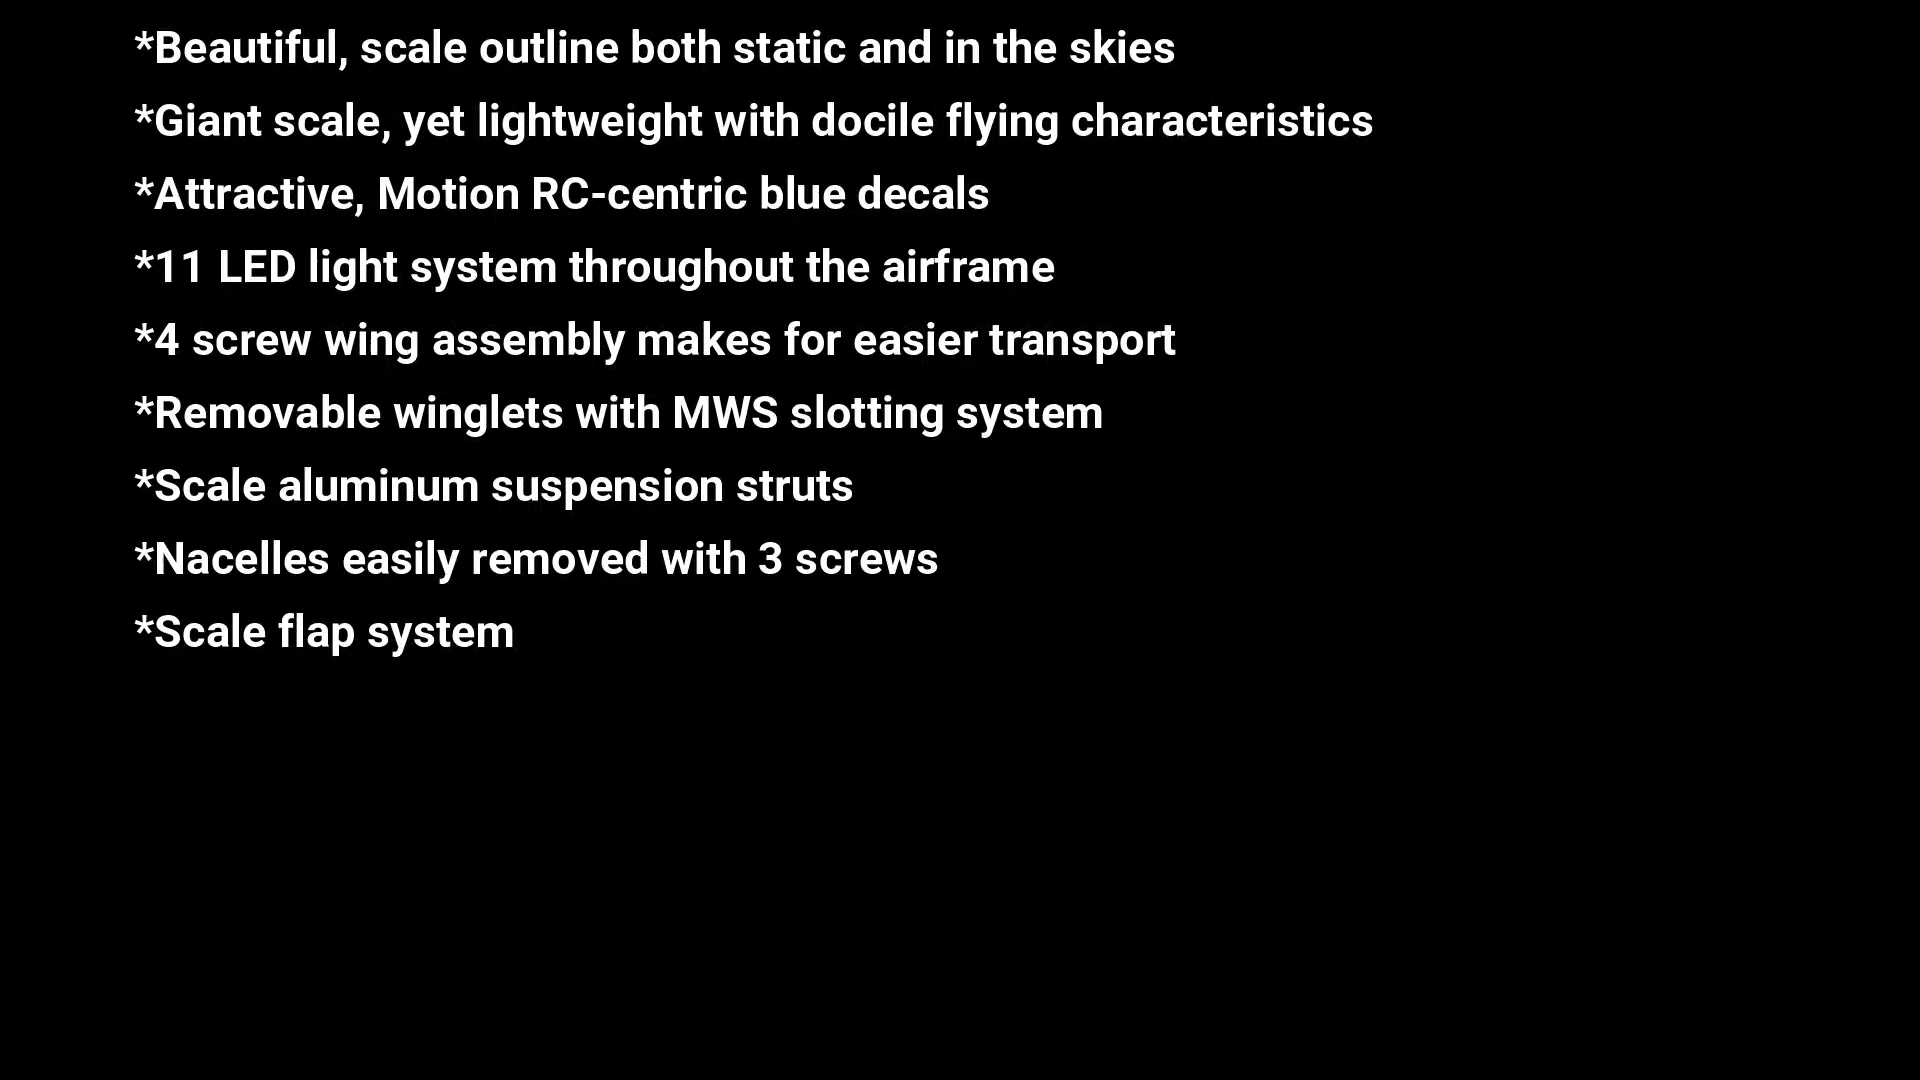 *Beautiful, scale outline both static and in the skies
*Giant scale, yet lightweight with docile flying characteristics
*Attractive, Motion RC-centric blue decals
*11 LED light system throughout the airframe
*4 screw wing assembly makes for easier transport
*Removable winglets with MWS slotting system
*Scale aluminum suspension struts
*Nacelles easily removed with 3 screws
*Scale flap system